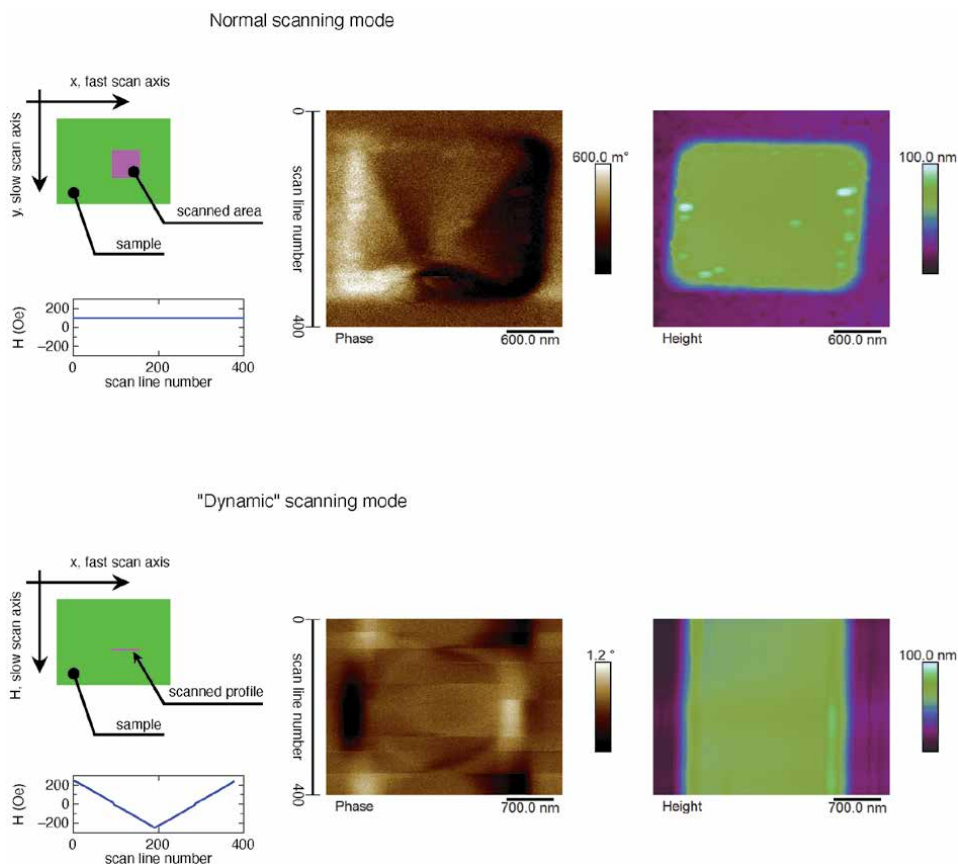 Normal scanning mode
x, fast scan axis
y, slow scan axis
scanned area
sample
200
0
−200
H (Oe)
0 200 400
scan line number
0
scan line number
400
Phase
600.0 nm
600.0 m°
Height
600.0 nm
100.0 nm
"Dynamic" scanning mode
x, fast scan axis
H, slow scan axis
scanned profile
sample
200
0
−200
H (Oe)
0 200 400
scan line number
0
scan line number
400
Phase
700.0 nm
1.2 °
Height
700.0 nm
100.0 nm